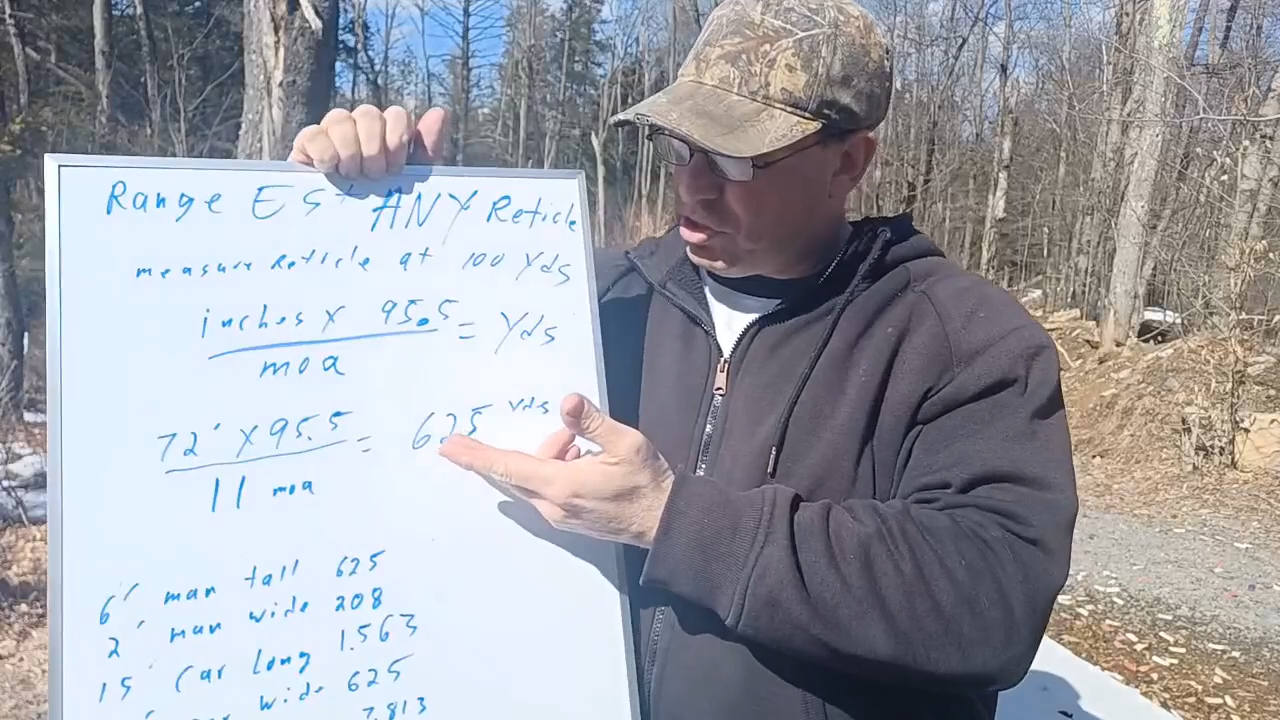 Range Est ANY Reticle
measure Reticle at 100 Yds
inches x 95.5 = Yds
moa
72" x 95.5 = 625 Yds
11 moa
6' man tall 625
2' man wide 208
15' Car long 1.563
wide 625
7.813